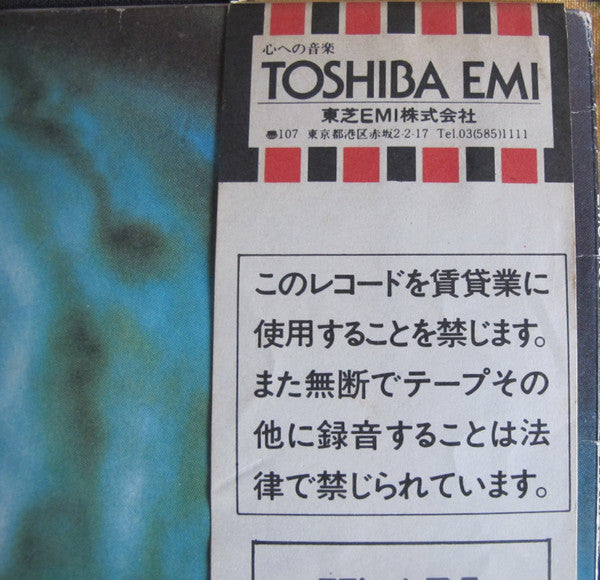 心への音楽
TOSHIBA EMI
東芝EMI株式会社
107 東京都港区赤坂2-2-17 Tel.03(585)1111
このレコードを賃貸業に
使用することを禁じます。
また無断でテープその
他に録音することは法
律で禁じられています。